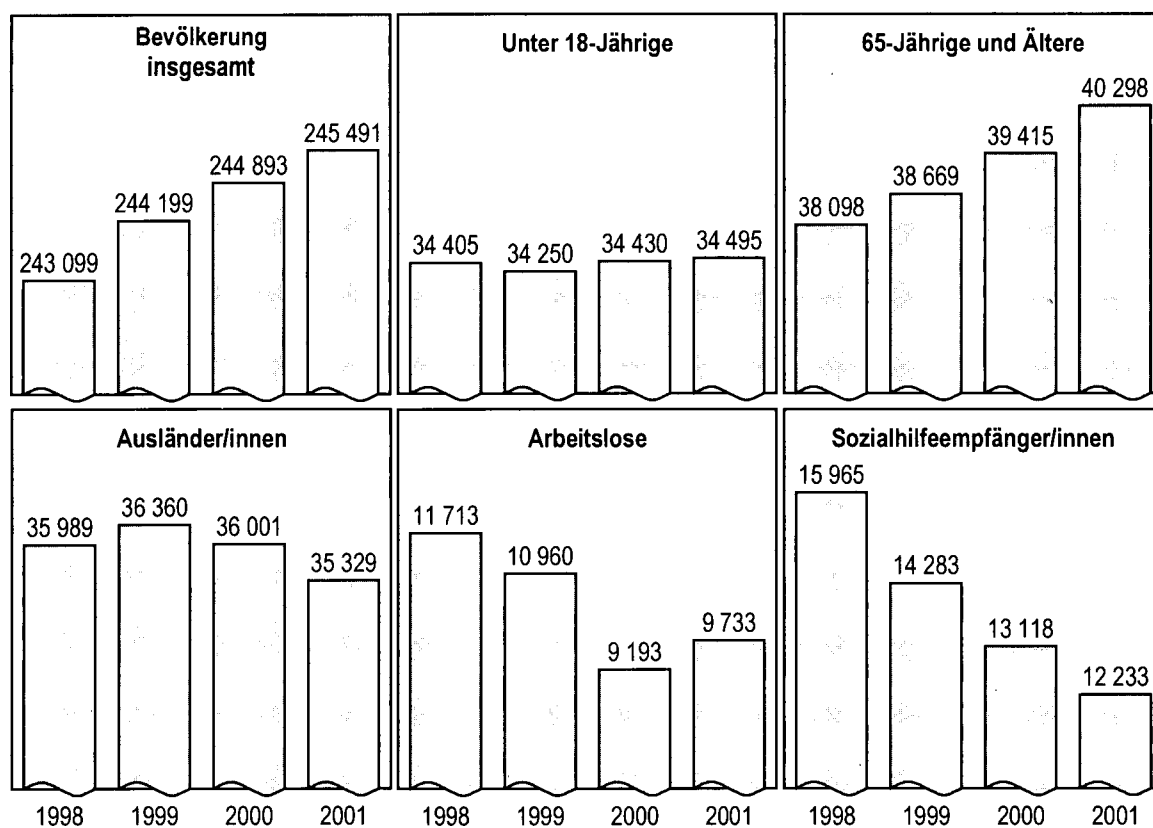 Bevölkerung
insgesamt
243 099
244 199
244 893
245 491
Unter 18-Jährige
34 405
34 250
34 430
34 495
65-Jährige und Ältere
38 098
38 669
39 415
40 298
Ausländer/innen
35 989
36 360
36 001
35 329
1998 1999 2000 2001
Arbeitslose
11 713
10 960
9 193
9 733
1998 1999 2000 2001
Sozialhilfeempfänger/innen
15 965
14 283
13 118
12 233
1998 1999 2000 2001